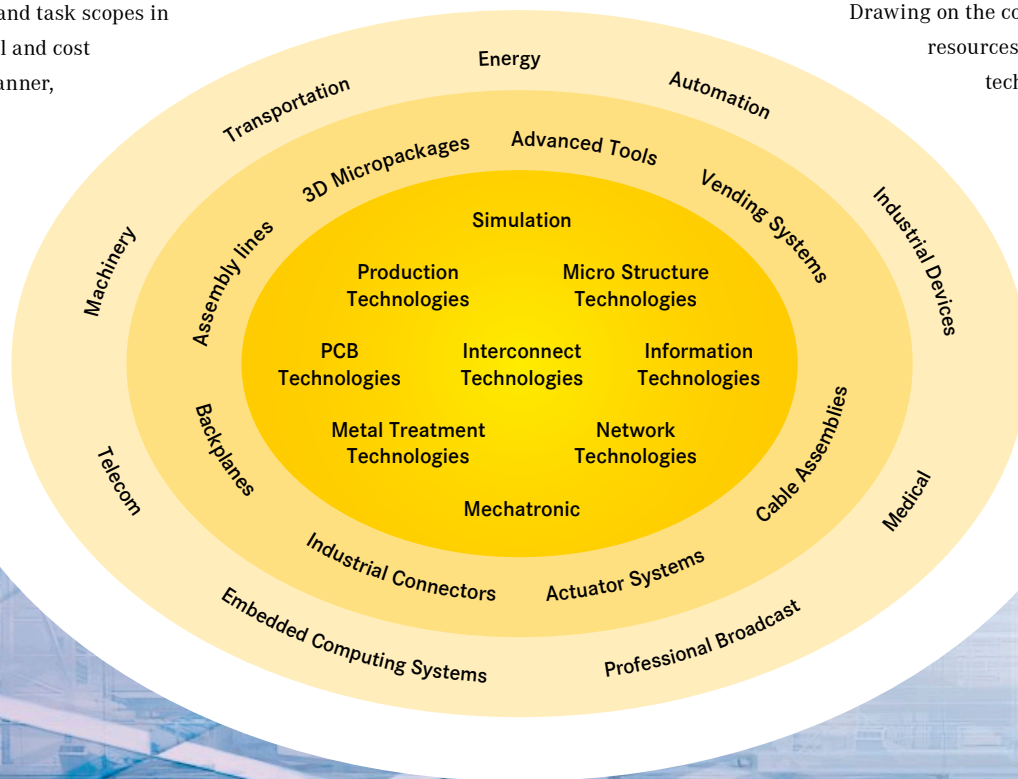 and task scopes in
l and cost
anner,
Drawing on the co
resources
tech
Energy
Transportation
Automation
Machinery
Industrial Devices
Telecom
Medical
Embedded Computing Systems
Professional Broadcast
3D Micropackages
Advanced Tools
Assembly lines
Vending Systems
Backplanes
Cable Assemblies
Industrial Connectors
Actuator Systems
Simulation
Production
Technologies
Micro Structure
Technologies
PCB
Technologies
Interconnect
Technologies
Information
Technologies
Metal Treatment
Technologies
Network
Technologies
Mechatronic